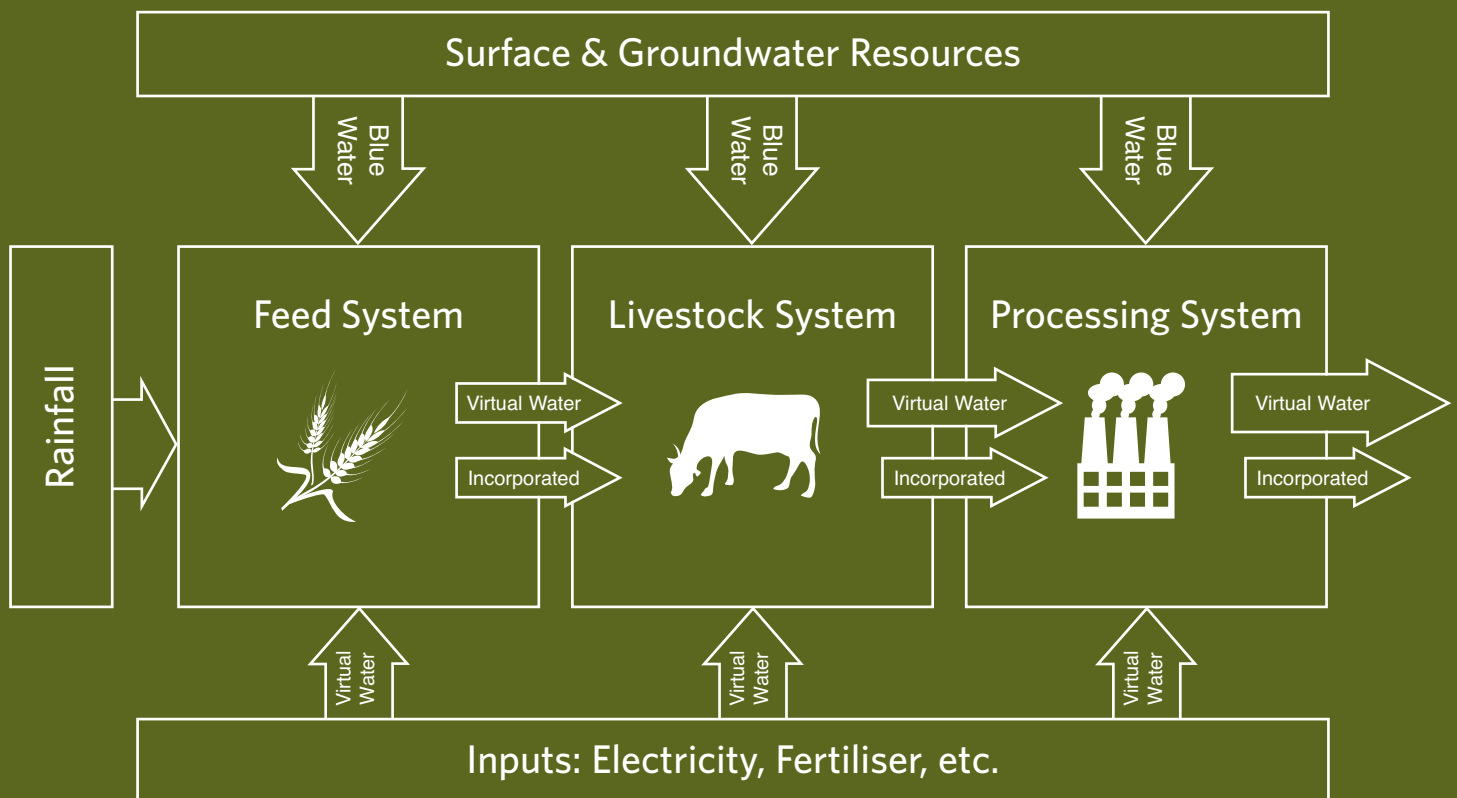 Surface & Groundwater Resources
Blue
Water
Blue
Water
Blue
Water
Rainfall
Feed System
Livestock System
Processing System
Virtual Water
Incorporated
Virtual Water
Incorporated
Virtual Water
Incorporated
Virtual
Water
Virtual
Water
Virtual
Water
Inputs: Electricity, Fertiliser, etc.